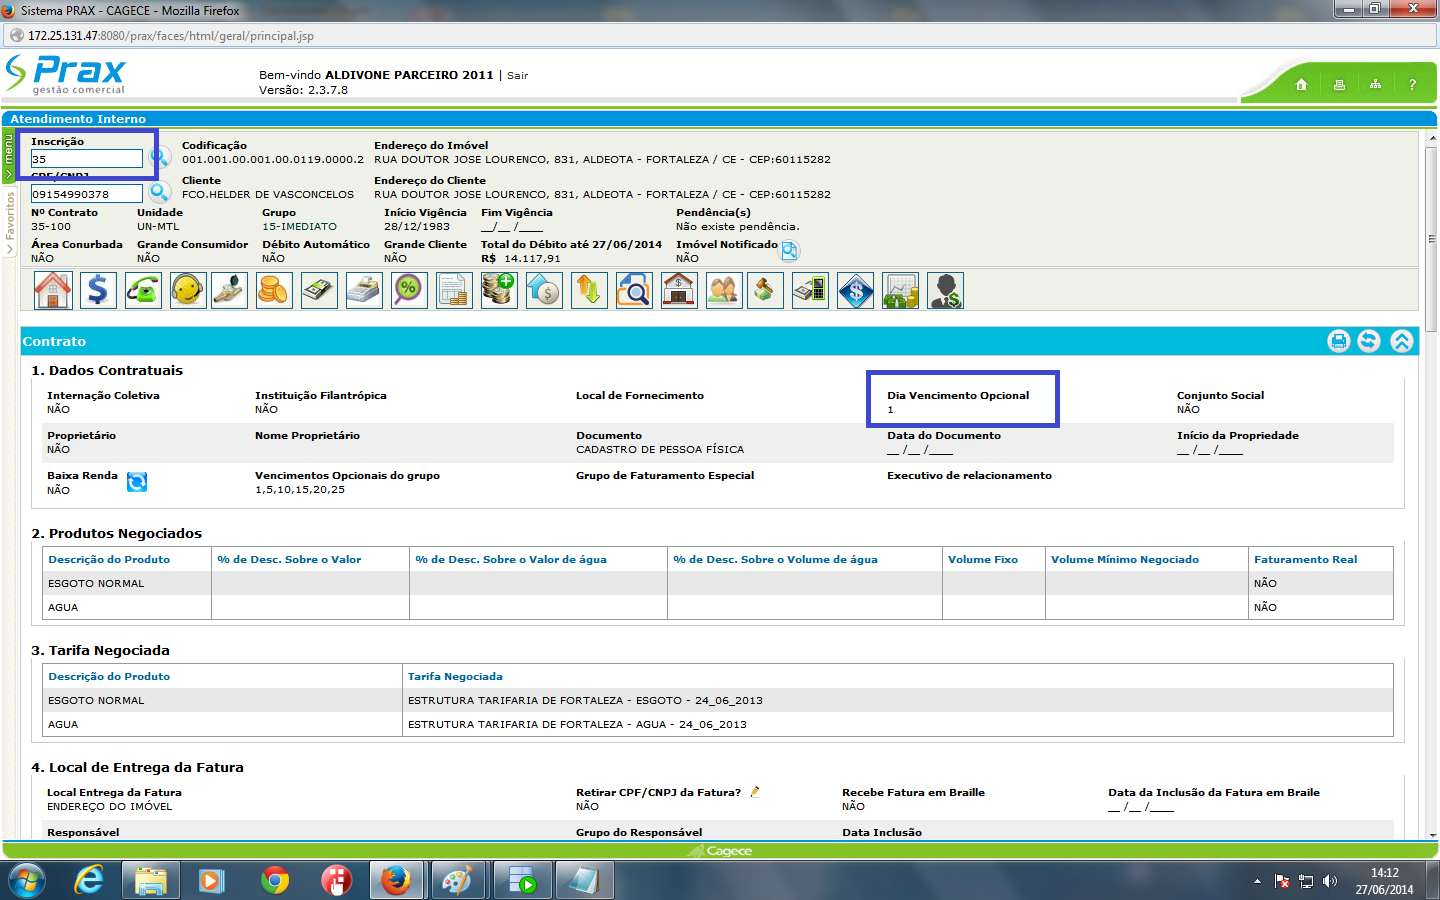 Sistema PRAX - CAGECE - Mozilla Firefox
172.25.131.47:8080/prax/faces/html/geral/principal.jsp
Prax
gestão comercial
Bem-vindo ALDIVONE PARCEIRO 2011 | Sair
Versão: 2.3.7.8
?
Atendimento Interno
menu
Favoritos
Inscrição Codificação Endereço do Imóvel
35 001.001.00.001.00.0119.0000.2 RUA DOUTOR JOSE LOURENCO, 831, ALDEOTA - FORTALEZA / CE - CEP:60115282
CPF/CNPJ Cliente Endereço do Cliente
09154990378 FCO.HELDER DE VASCONCELOS RUA DOUTOR JOSE LOURENCO, 831, ALDEOTA - FORTALEZA / CE - CEP:60115282
Nº Contrato Unidade Grupo Início Vigência Fim Vigência Pendência(s)
35-100 UN-MTL 15-IMEDIATO 28/12/1983 __/__ /____ Não existe pendência.
Área Conurbada Grande Consumidor Débito Automático Grande Cliente Total do Débito até 27/06/2014 Imóvel Notificado
NÃO NÃO NÃO NÃO R$ 14.117,91 NÃO
Contrato
1. Dados Contratuais
Internação Coletiva Instituição Filantrópica Local de Fornecimento Dia Vencimento Opcional Conjunto Social
NÃO NÃO 1 NÃO
Proprietário Nome Proprietário Documento Data do Documento Início da Propriedade
NÃO CADASTRO DE PESSOA FÍSICA __ /__ /____ __ /__ /____
Baixa Renda Vencimentos Opcionais do grupo Grupo de Faturamento Especial Executivo de relacionamento
NÃO 1,5,10,15,20,25
2. Produtos Negociados
Descrição do Produto % de Desc. Sobre o Valor % de Desc. Sobre o Valor de água % de Desc. Sobre o Volume de água Volume Fixo Volume Mínimo Negociado Faturamento Real
ESGOTO NORMAL NÃO
AGUA NÃO
3. Tarifa Negociada
Descrição do Produto Tarifa Negociada
ESGOTO NORMAL ESTRUTURA TARIFARIA DE FORTALEZA - ESGOTO - 24_06_2013
AGUA ESTRUTURA TARIFARIA DE FORTALEZA - AGUA - 24_06_2013
4. Local de Entrega da Fatura
Local Entrega da Fatura Retirar CPF/CNPJ da Fatura? Recebe Fatura em Braille Data da Inclusão da Fatura em Braile
ENDEREÇO DO IMÓVEL NÃO NÃO __ /__ /____
Responsável Grupo do Responsável Data Inclusão
Cagece
14:12
27/06/2014